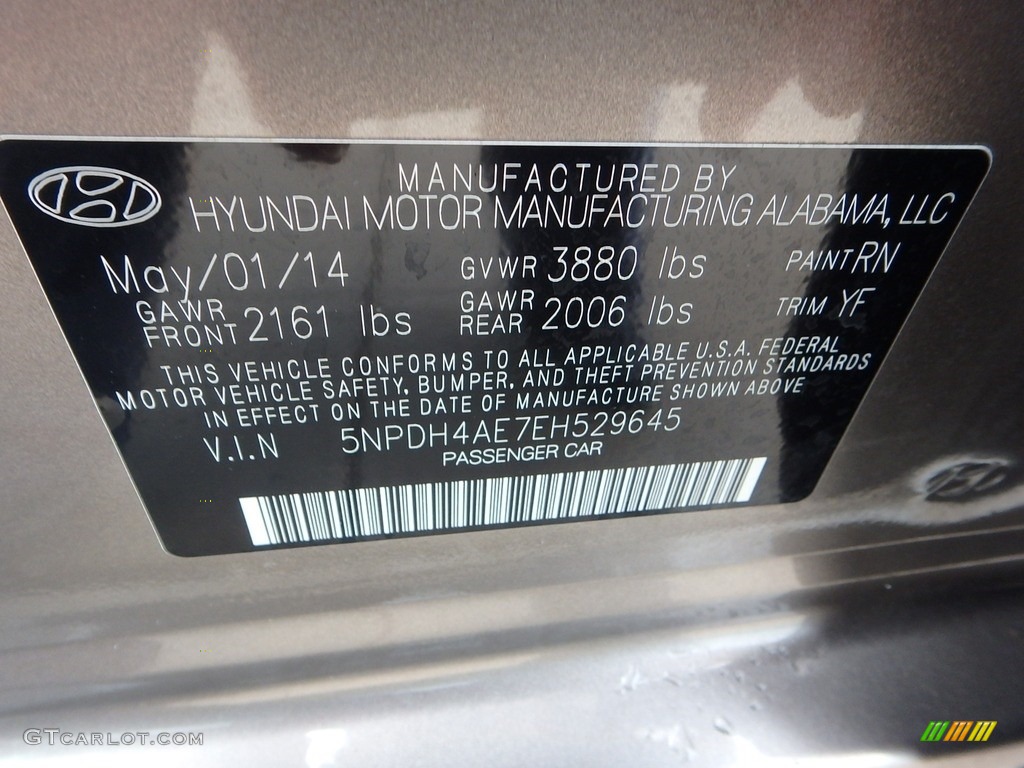 MANUFACTURED BY
HYUNDAI MOTOR MANUFACTURING ALABAMA, LLC
May/01/14 GVWR 3880 lbs PAINT RN
GAWR FRONT 2161 lbs GAWR REAR 2006 lbs TRIM YF
THIS VEHICLE CONFORMS TO ALL APPLICABLE U.S.A. FEDERAL
MOTOR VEHICLE SAFETY, BUMPER, AND THEFT PREVENTION STANDARDS
IN EFFECT ON THE DATE OF MANUFACTURE SHOWN ABOVE
V.I.N 5NPDH4AE7EH529645
PASSENGER CAR
GTCARLOT.COM